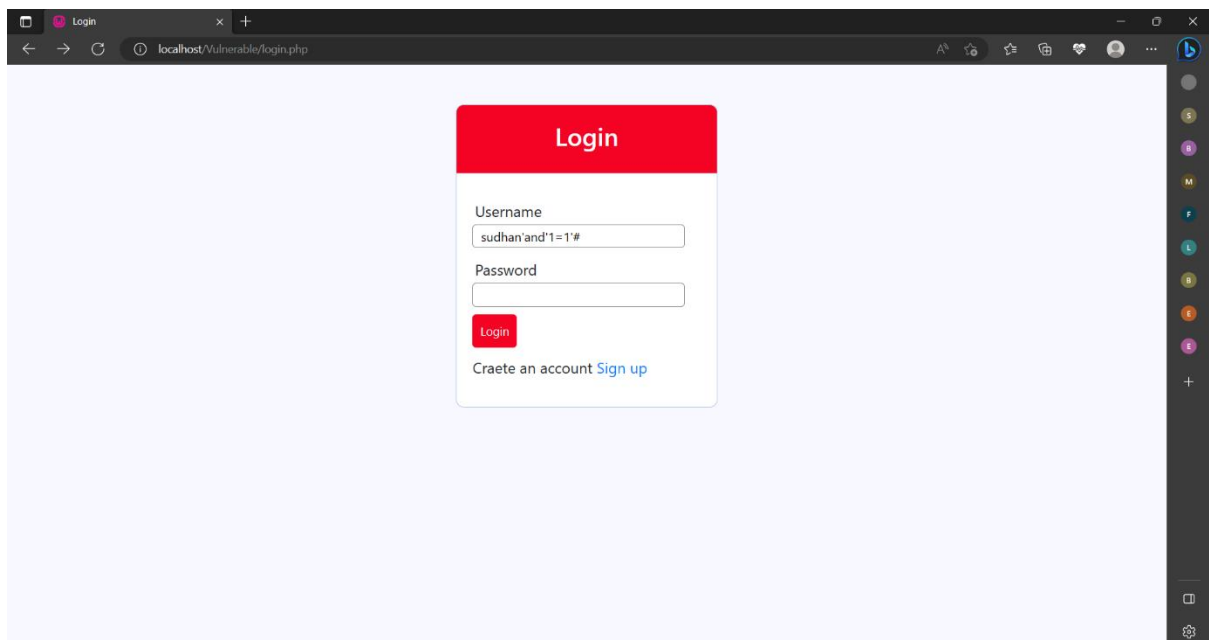 Login
localhost/Vulnerable/login.php
Login
Username
sudhan'and'1=1'#
Password
Login
Craete an account Sign up
S
B
M
F
L
B
E
E